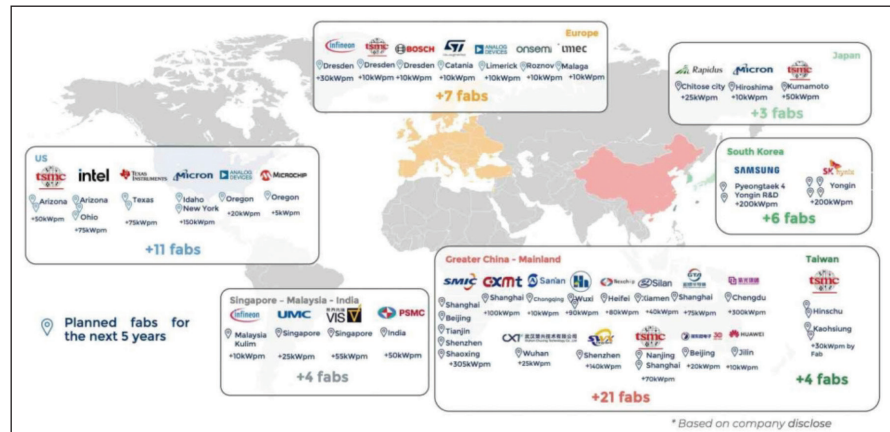 Europe
infineon
tsmc
BOSCH
ST
ANALOG DEVICES
onsemi
imec
Dresden
Dresden
Dresden
Catania
Limerick
Roznov
Malaga
+30kWpm
+10kWpm
+10kWpm
+10kWpm
+10kWpm
+10kWpm
+10kWpm
+7 fabs
Japan
Rapidus
Micron
tsmc
Chitose city
Hiroshima
Kumamoto
+25kWpm
+10kWpm
+50kWpm
+3 fabs
US
tsmc
intel
TEXAS INSTRUMENTS
Micron
ANALOG DEVICES
MICROCHIP
Arizona
+50kWpm
Arizona
Ohio
+75kWpm
Texas
+75kWpm
Idaho
New York
+150kWpm
Oregon
+20kWpm
Oregon
+5kWpm
+11 fabs
South Korea
SAMSUNG
SK hynix
Pyeongtaek 4
Yongin R&D
+200kWpm
Yongin
+200kWpm
+6 fabs
Singapore - Malaysia - India
infineon
UMC
VIS
PSMC
Malaysia
Kulim
+10kWpm
Singapore
+25kWpm
Singapore
+55kWpm
India
+50kWpm
+4 fabs
Planned fabs for
the next 5 years
Greater China - Mainland
SMIC
CXMT
Sanan
Nexchip
Silan
GTA
Shanghai
Beijing
Tianjin
Shenzhen
Shaoxing
+305kWpm
Shanghai
+100kWpm
Chongqing
+10kWpm
Wuxi
+90kWpm
Heifei
+80kWpm
Xiamen
+40kWpm
Shanghai
+75kWpm
Chengdu
+300kWpm
Wuhan
+25kWpm
Shenzhen
+140kWpm
tsmc
Nanjing
Shanghai
+70kWpm
Beijing
+20kWpm
HUAWEI
Jilin
+10kWpm
+21 fabs
Taiwan
tsmc
Hinschu
Kaohsiung
+30kWpm by
Fab
+4 fabs
* Based on company disclose